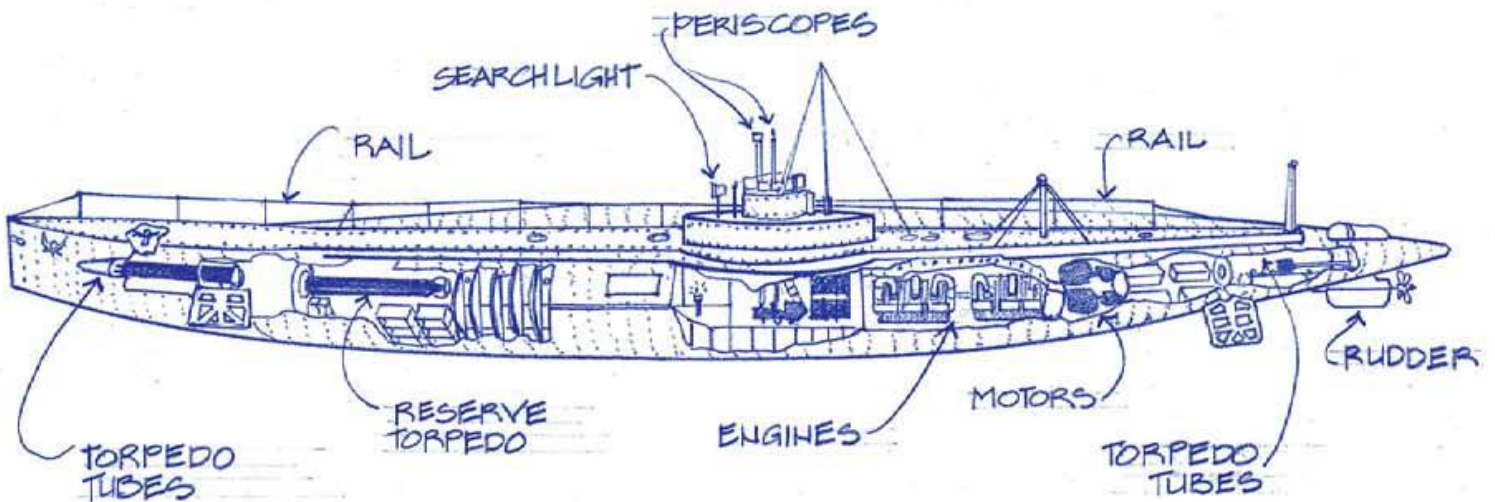 PERISCOPES
SEARCHLIGHT
RAIL
RAIL
RUDDER
MOTORS
RESERVE
TORPEDO
ENGINES
TORPEDO
TUBES
TORPEDO
TUBES